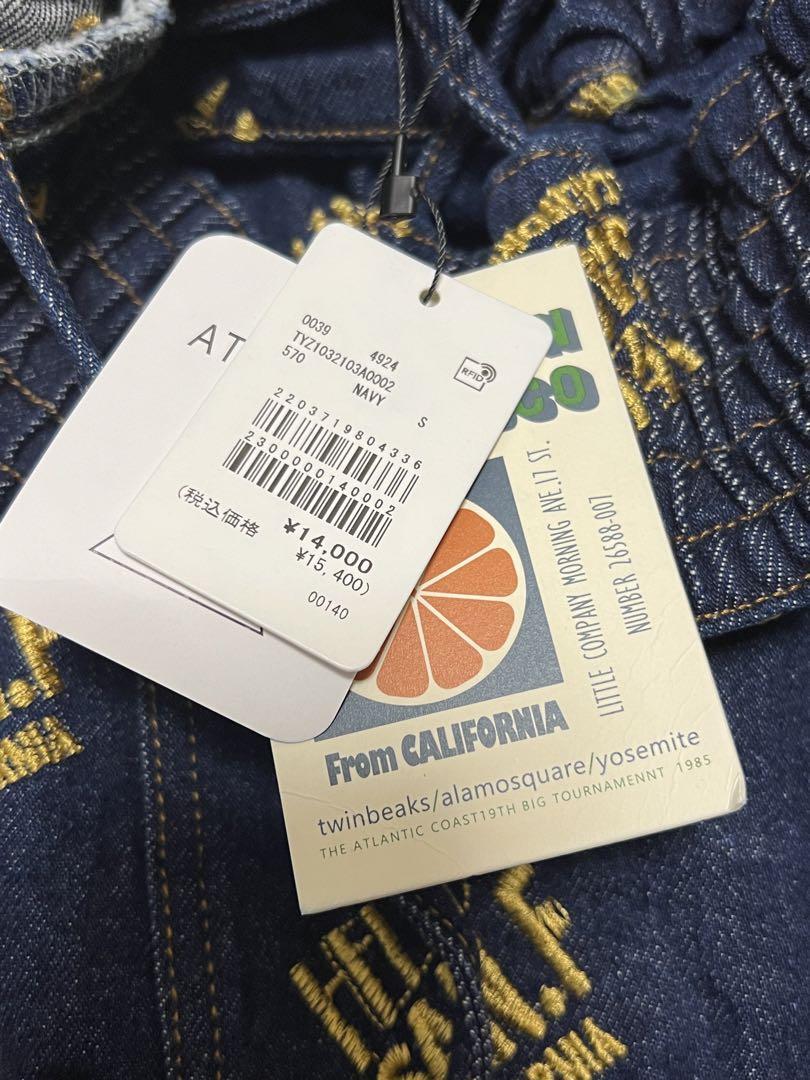 AT
0039 4924
TYZ1032103A0002
570 NAVY S
RFID
2203719804336
2300000140002
¥14,000
(税込価格 ¥15,400)
00140
co
LITTLE COMPANY MORNING AVE.17 ST.
NUMBER 26588-007
From CALIFORNIA
twinbeaks/alamosquare/yosemite
THE ATLANTIC COAST19TH BIG TOURNAMENNT 1985